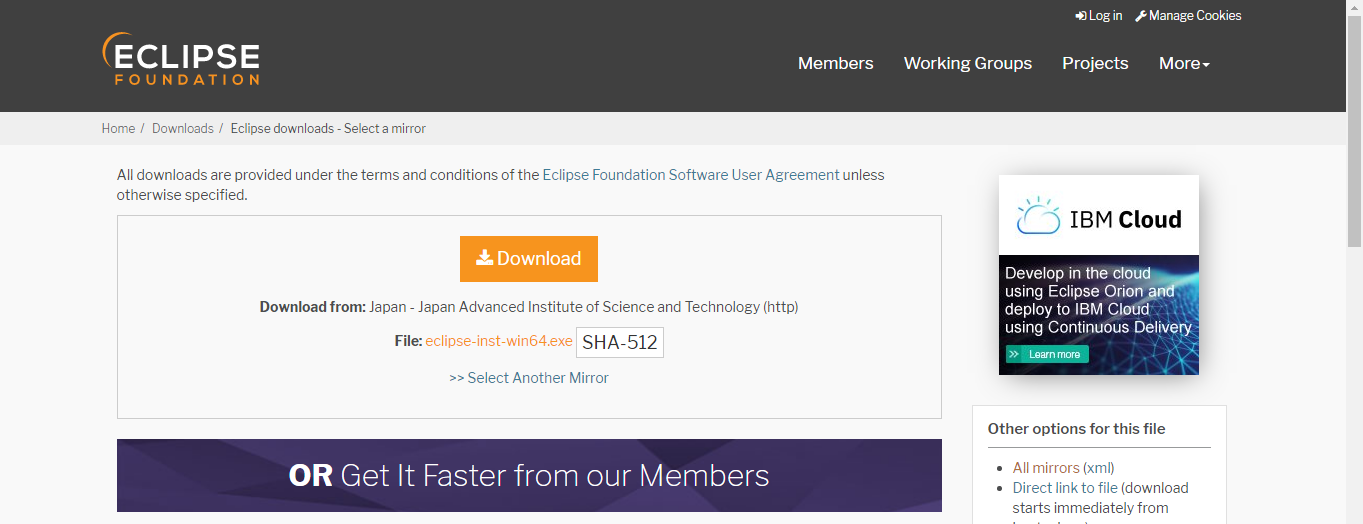 Log in Manage Cookies
ECLIPSE
FOUNDATION
Members Working Groups Projects More
Home / Downloads / Eclipse downloads - Select a mirror
All downloads are provided under the terms and conditions of the Eclipse Foundation Software User Agreement unless
otherwise specified.
Download
Download from: Japan - Japan Advanced Institute of Science and Technology (http)
File: eclipse-inst-win64.exe SHA-512
>> Select Another Mirror
OR Get It Faster from our Members
IBM Cloud
Develop in the cloud
using Eclipse Orion and
deploy to IBM Cloud
using Continuous Delivery
>> Learn more
Other options for this file
All mirrors (xml)
Direct link to file (download
starts immediately from